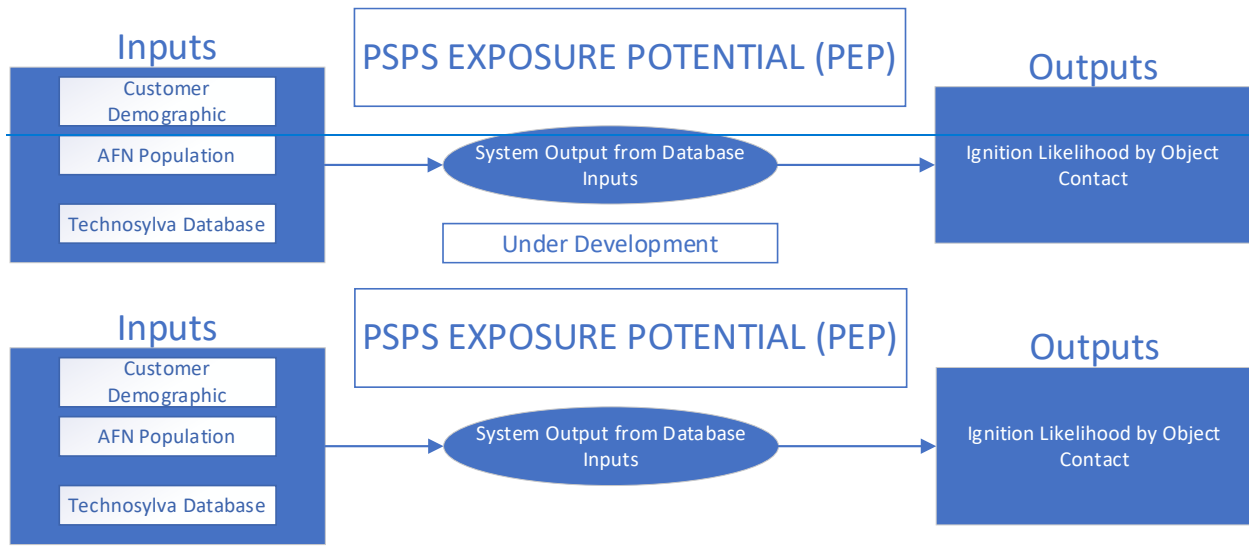 Inputs
PSPS EXPOSURE POTENTIAL (PEP)
Outputs
Customer
Demographic
AFN Population
Technosylva Database
System Output from Database
Inputs
Ignition Likelihood by Object
Contact
Under Development
Inputs
PSPS EXPOSURE POTENTIAL (PEP)
Outputs
Customer
Demographic
AFN Population
Technosylva Database
System Output from Database
Inputs
Ignition Likelihood by Object
Contact